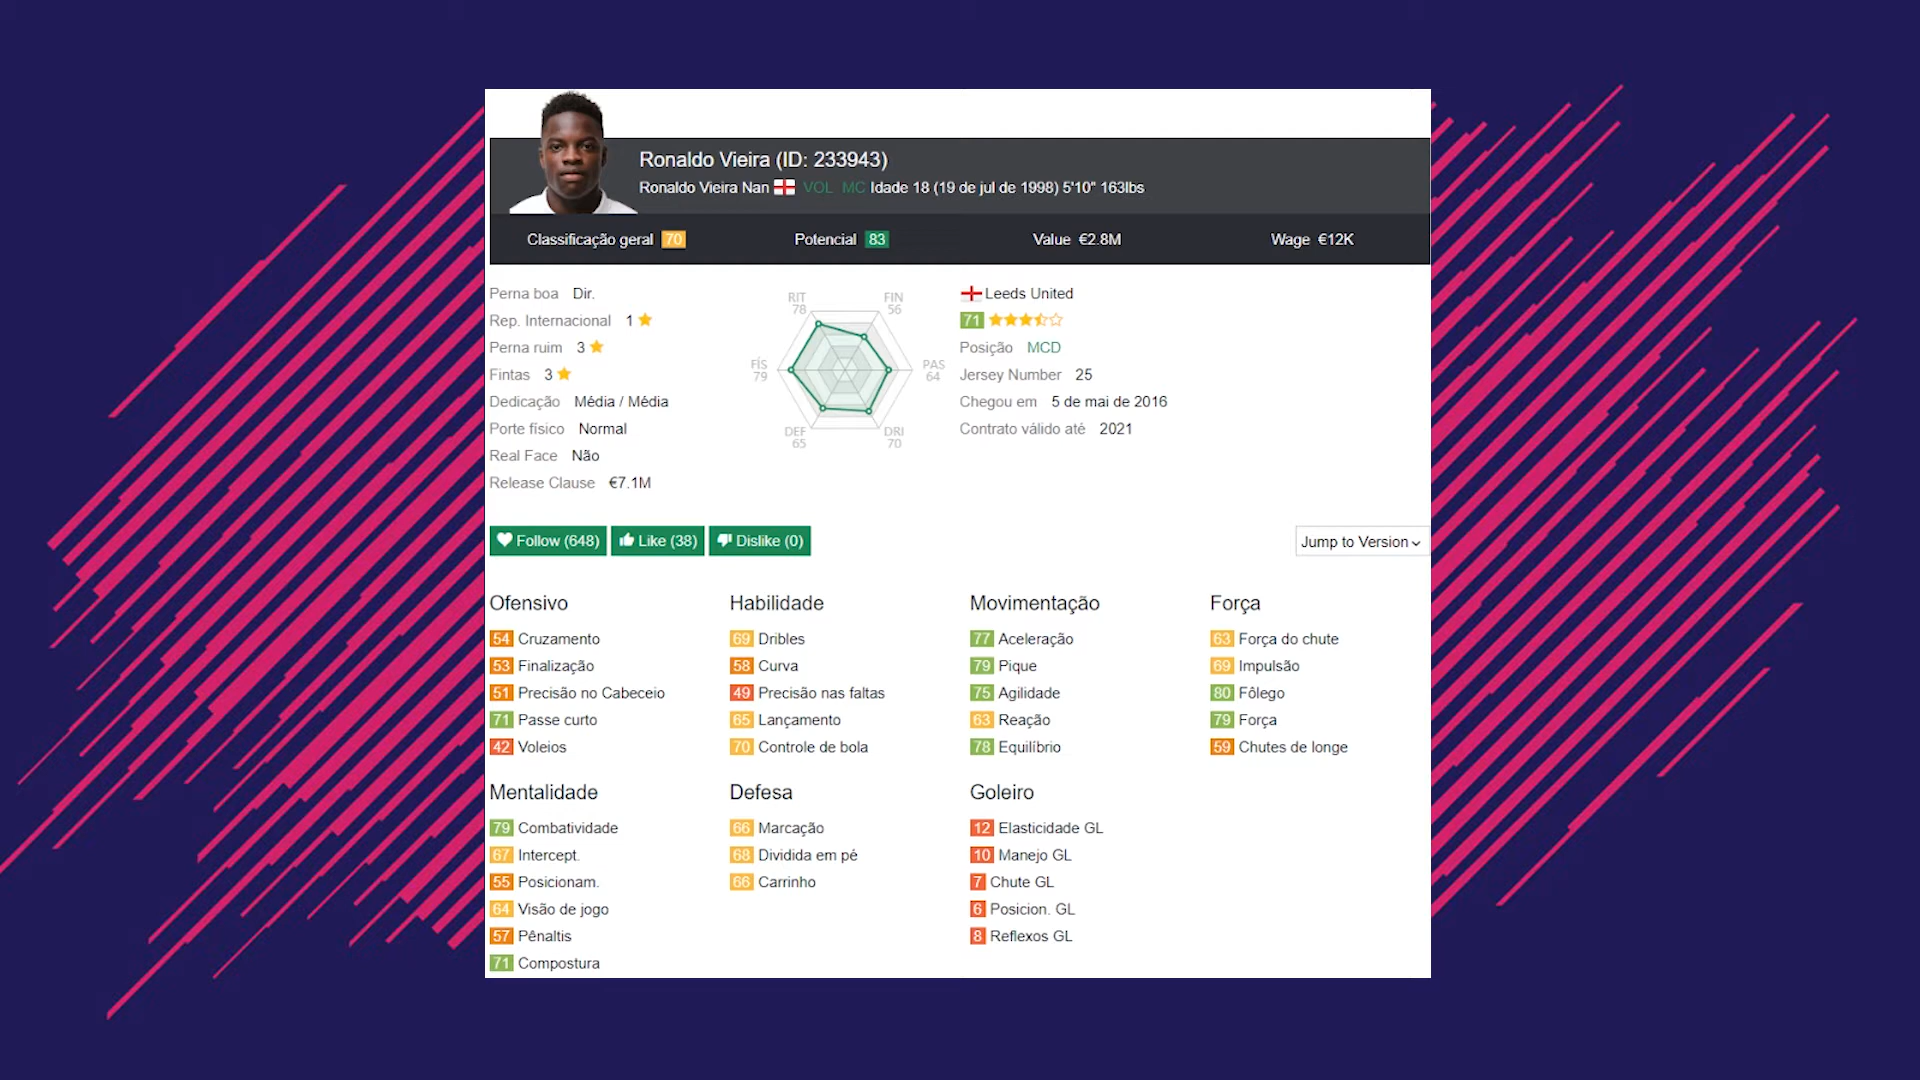 Ronaldo Vieira (ID: 233943)
Ronaldo Vieira Nan VOL MC Idade 18 (19 de jul de 1998) 5'10" 163lbs
Classificação geral 70 Potencial 83 Value €2.8M Wage €12K
Perna boa Dir.
Rep. Internacional 1
Perna ruim 3
Fintas 3
Dedicação Média / Média
Porte físico Normal
Real Face Não
Release Clause €7.1M
RIT 78
FIN 56
FÍS 79
PAS 64
DEF 65
DRI 70
Leeds United
71
Posição MCD
Jersey Number 25
Chegou em 5 de mai de 2016
Contrato válido até 2021
Follow (648) Like (38) Dislike (0) Jump to Version
Ofensivo
54 Cruzamento
53 Finalização
51 Precisão no Cabeceio
71 Passe curto
42 Voleios
Habilidade
69 Dribles
58 Curva
49 Precisão nas faltas
65 Lançamento
70 Controle de bola
Movimentação
77 Aceleração
79 Pique
75 Agilidade
63 Reação
78 Equilíbrio
Força
63 Força do chute
69 Impulsão
80 Fôlego
79 Força
59 Chutes de longe
Mentalidade
79 Combatividade
67 Intercept.
55 Posicionam.
64 Visão de jogo
57 Pênaltis
71 Compostura
Defesa
66 Marcação
68 Dividida em pé
66 Carrinho
Goleiro
12 Elasticidade GL
10 Manejo GL
7 Chute GL
6 Posicion. GL
8 Reflexos GL